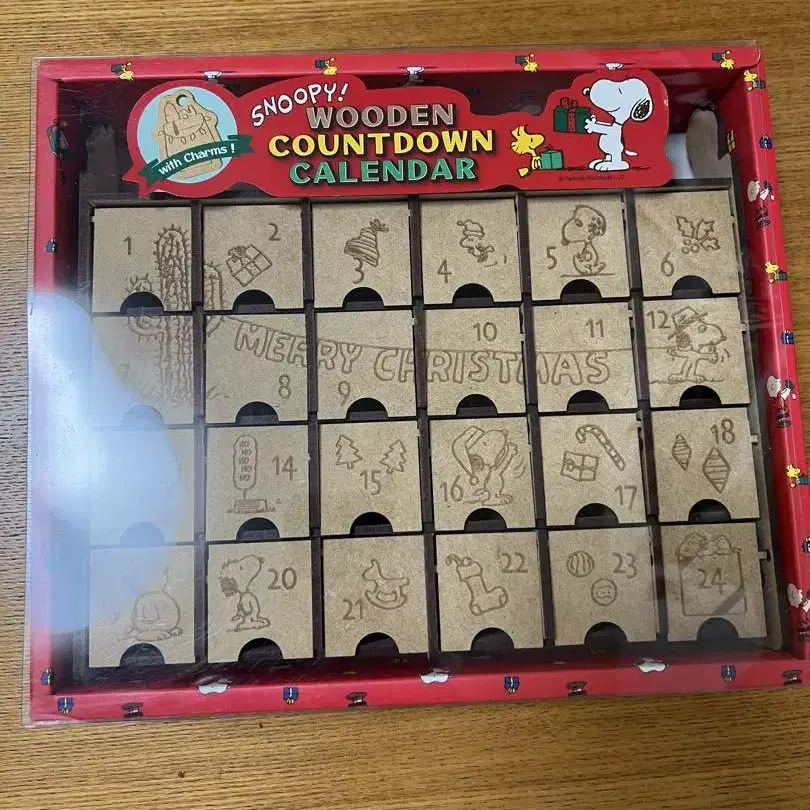 SNOOPY!
WOODEN
COUNTDOWN
CALENDAR
with Charms!
1 2 3 4 5 6
8 9 10 11 12
MERRY CHRISTMAS
14 15 16 17 18
20 21 22 23 24